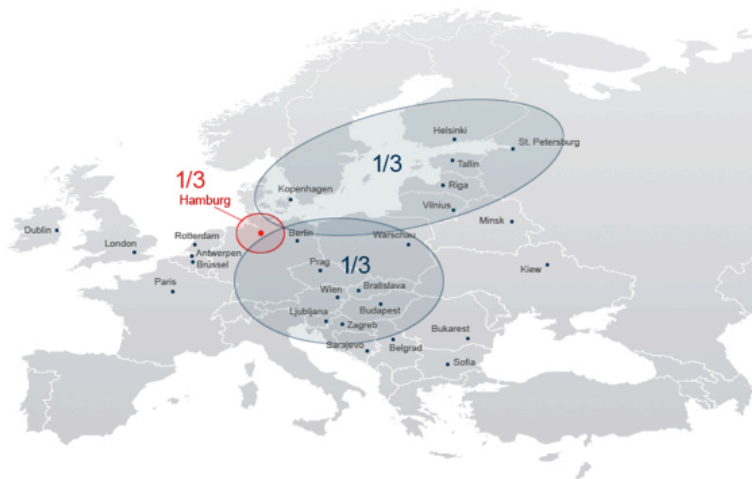 Helsinki
St. Petersburg
1/3
Tallin
1/3
Riga
Kopenhagen
Hamburg
Vilnius
Minsk
Dublin
London
Rotterdam
Berlin
Warschau
Antwerpen
Brüssel
Prag
1/3
Kiew
Paris
Wien
Bralislava
Ljubljana
Budapest
Zagreb
Bukarest
Sarajevo
Belgrad
Sofia